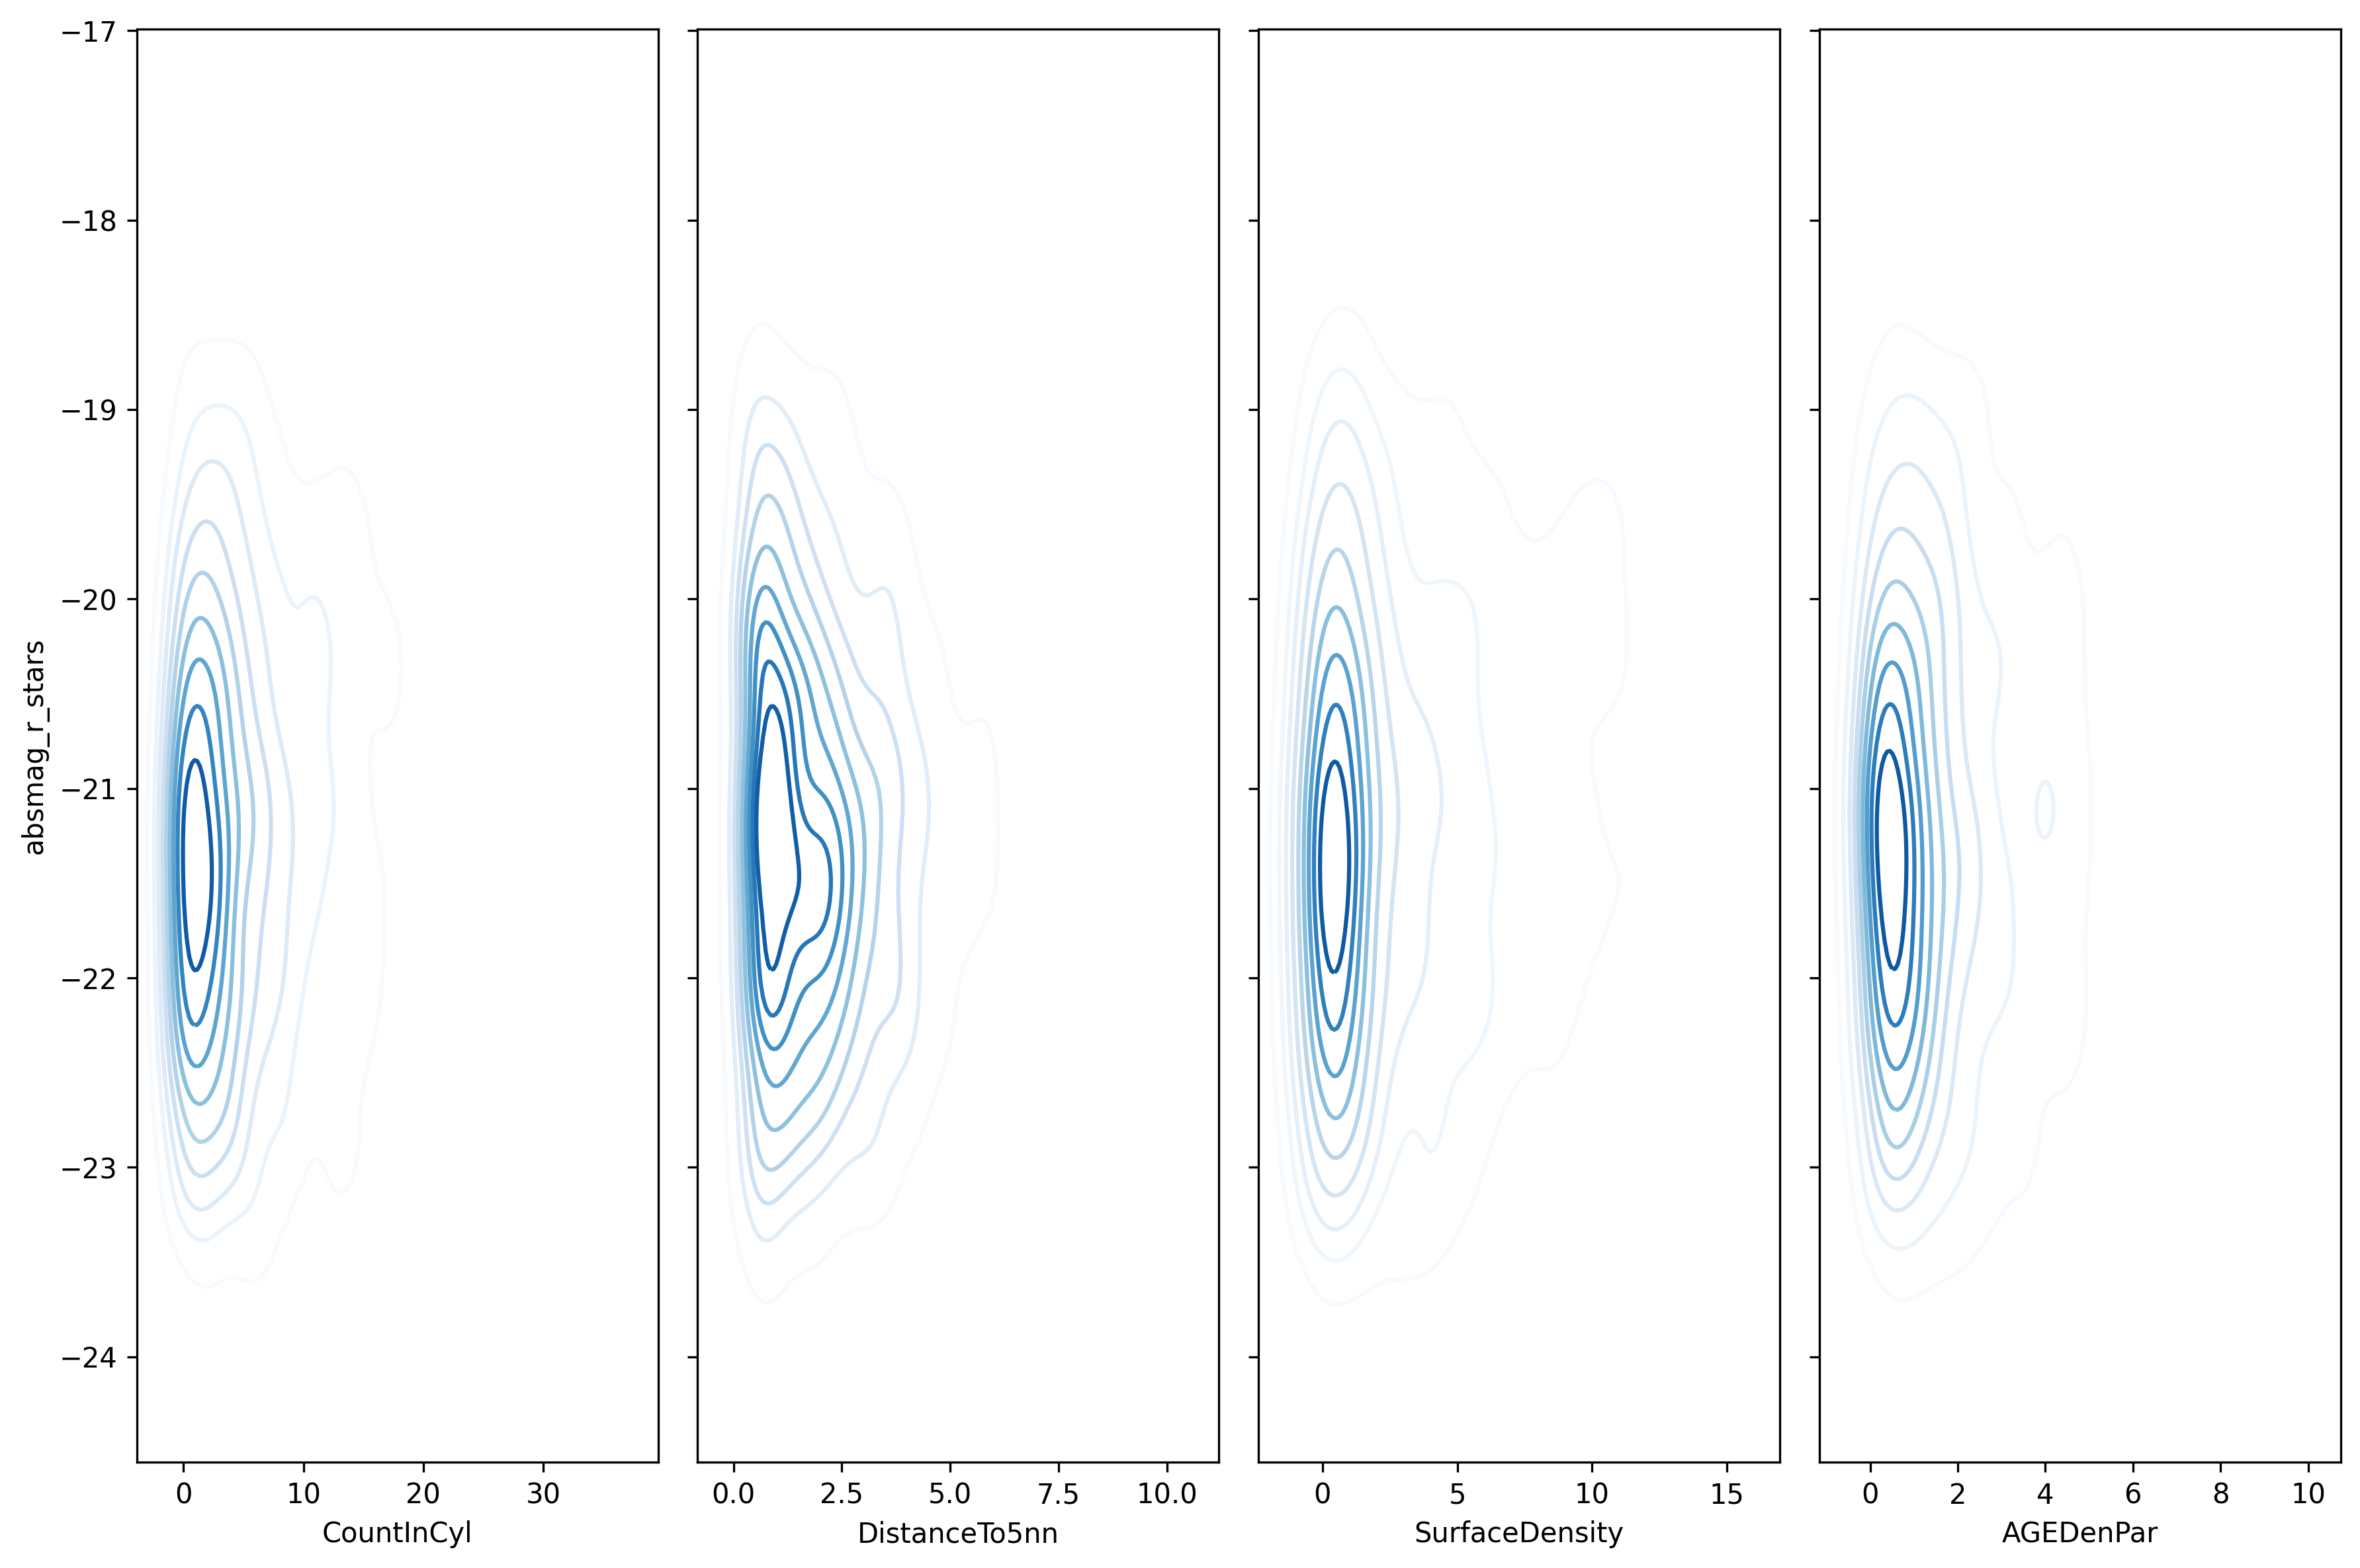 −17
−18
−19
−20
−21
−22
−23
−24
absmag_r_stars
0 10 20 30
CountInCyl
0.0 2.5 5.0 7.5 10.0
DistanceTo5nn
0 5 10 15
SurfaceDensity
0 2 4 6 8 10
AGEDenPar